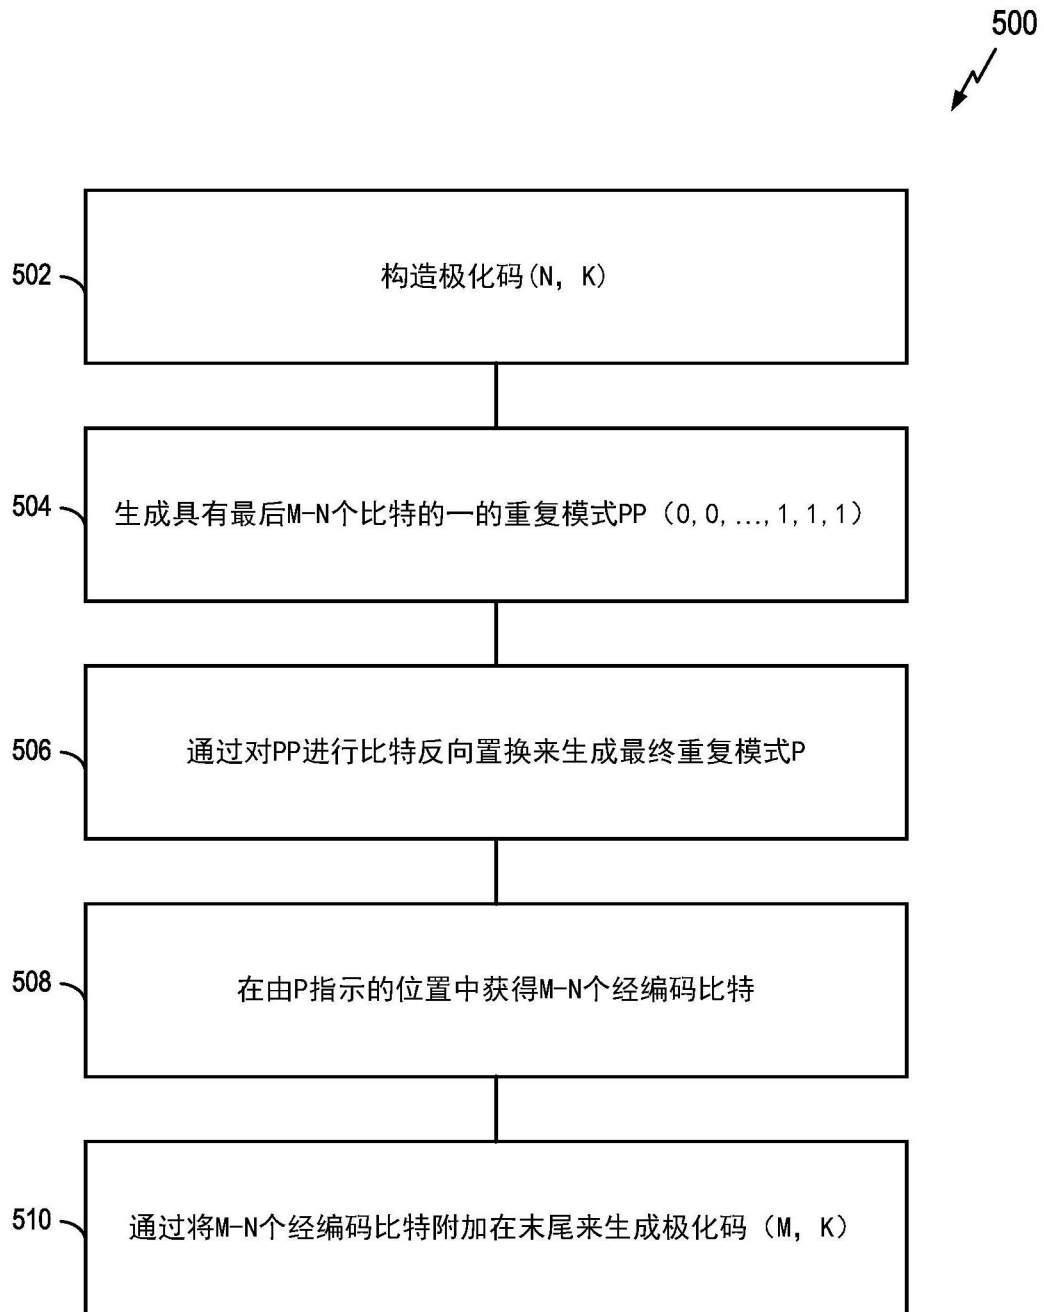 500
502
构造极化码(N, K)
504
生成具有最后M-N个比特的一的重复模式PP（0,0,...,1,1,1）
506
通过对PP进行比特反向置换来生成最终重复模式P
508
在由P指示的位置中获得M-N个经编码比特
510
通过将M-N个经编码比特附加在末尾来生成极化码（M, K）